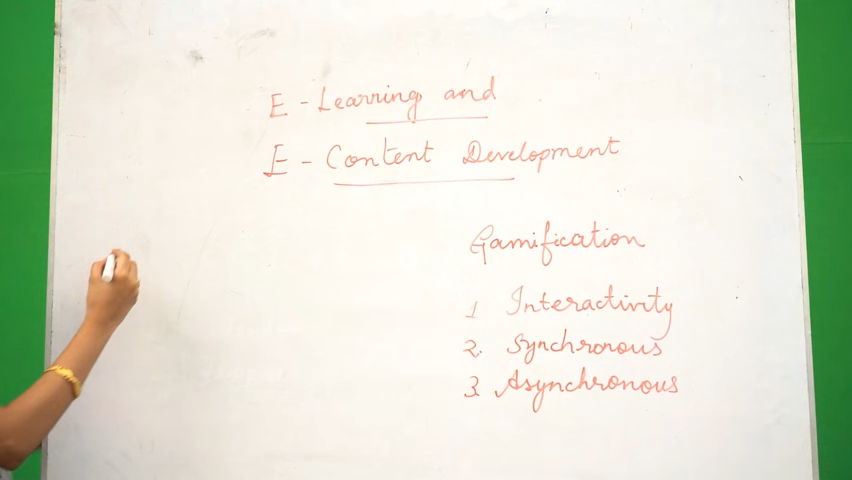 E - Learning and
E - Content Development
Gamification
1 Interactivity
2. Synchronous
3. Asynchronous